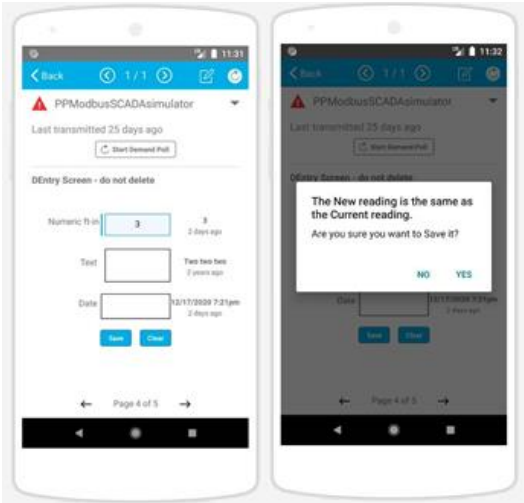 11:31
Back
1 / 1
PPModbusSCADAsimulator
Last transmitted 25 days ago
Start Demand Poll
DEntry Screen - do not delete
Numeric ft-in 3 3
2 days ago
Text Two two two
2 years ago
Date 12/17/2020 7:21pm
2 days ago
Save Clear
Page 4 of 5
11:32
Back
1 / 1
PPModbusSCADAsimulator
Last transmitted 25 days ago
Start Demand Poll
DEntry Screen - do not delete
The New reading is the same as
the Current reading.
Are you sure you want to Save it?
NO YES
Date 12/17/2020 7:21pm
2 days ago
Save Clear
Page 4 of 5